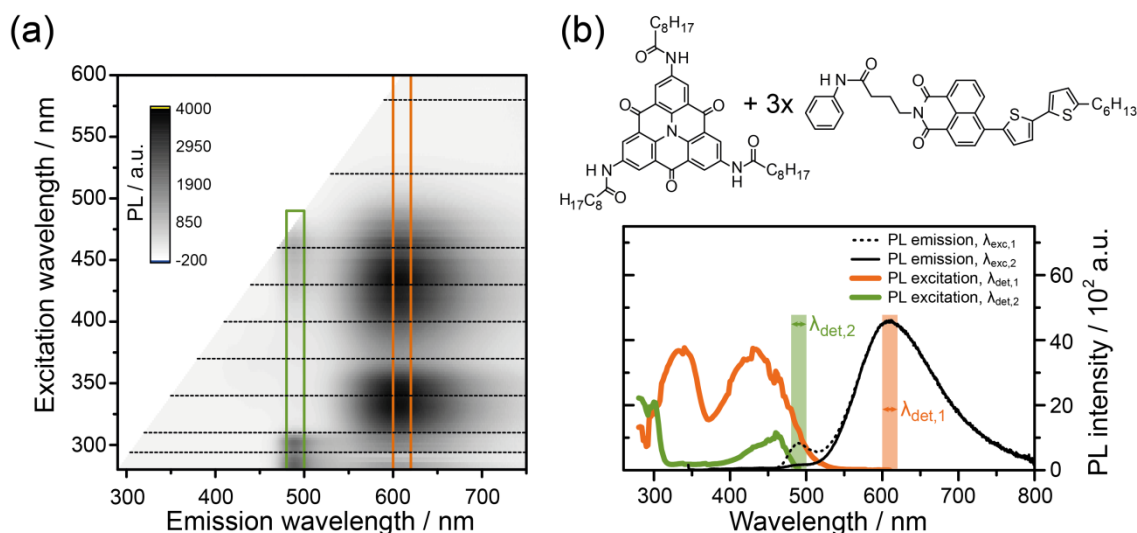 (a)
600
550
500
450
400
350
300
Excitation wavelength / nm
PL / a.u.
4000
2950
1900
850
-200
300 400 500 600 700
Emission wavelength / nm
(b)
C₈H₁₇
O
NH
O
O
N
O
NH
O
C₈H₁₇
HN
O
H₁₇C₈
+ 3x
H
N
O
O
N
O
S
S
C₆H₁₃
PL emission, λexc,1
PL emission, λexc,2
PL excitation, λdet,1
PL excitation, λdet,2
λdet,2
λdet,1
60
40
20
0
PL intensity / 10² a.u.
300 400 500 600 700 800
Wavelength / nm